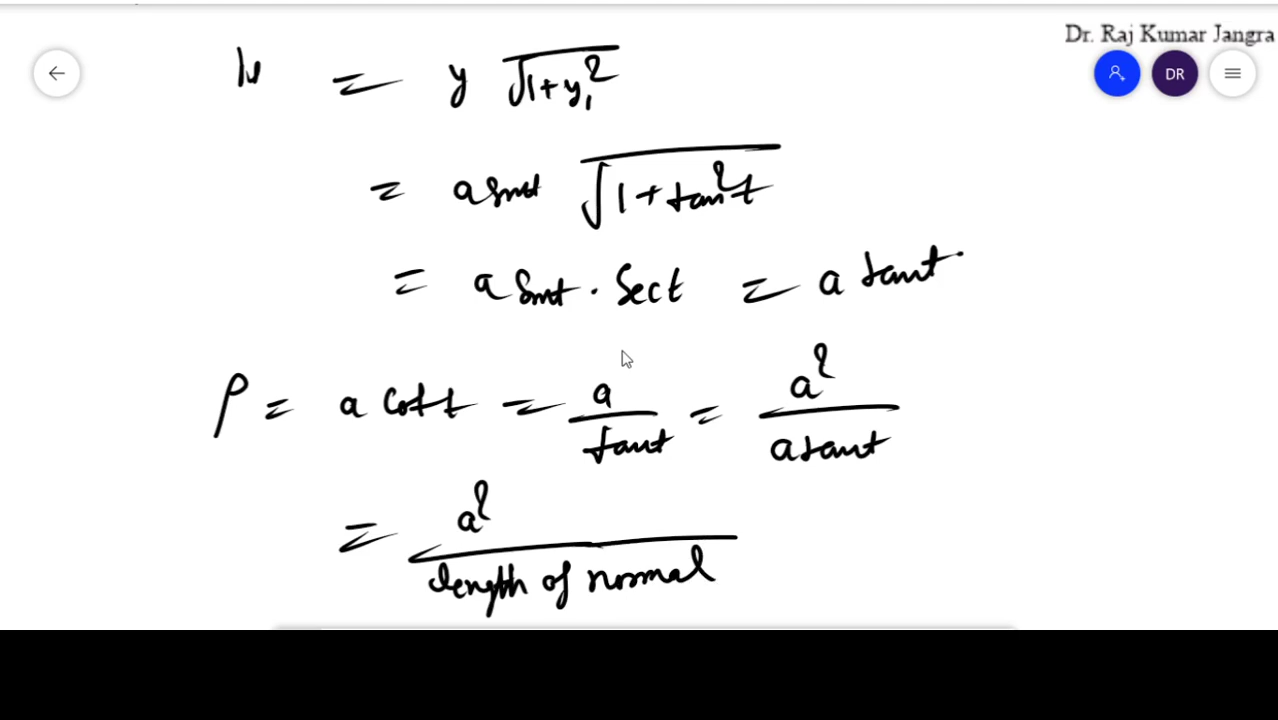 Dr. Raj Kumar Jangra
DR
= y √1+y₁²
= a sint √1+tan²t
= a sint . Sect = a tant.
ρ = a cott = a/tant = a²/a tant
= a²/length of normal